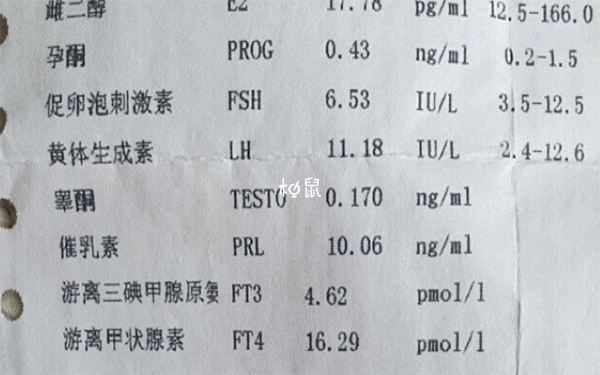 雌二醇 E2 17.78 pg/ml 12.5-166.0
孕酮 PROG 0.43 ng/ml 0.2-1.5
促卵泡刺激素 FSH 6.53 IU/L 3.5-12.5
黄体生成素 LH 11.18 IU/L 2.4-12.6
睾酮 TESTO 0.170 ng/ml
催乳素 PRL 10.06 ng/ml
游离三碘甲腺原氨 FT3 4.62 pmol/l
游离甲状腺素 FT4 16.29 pmol/l